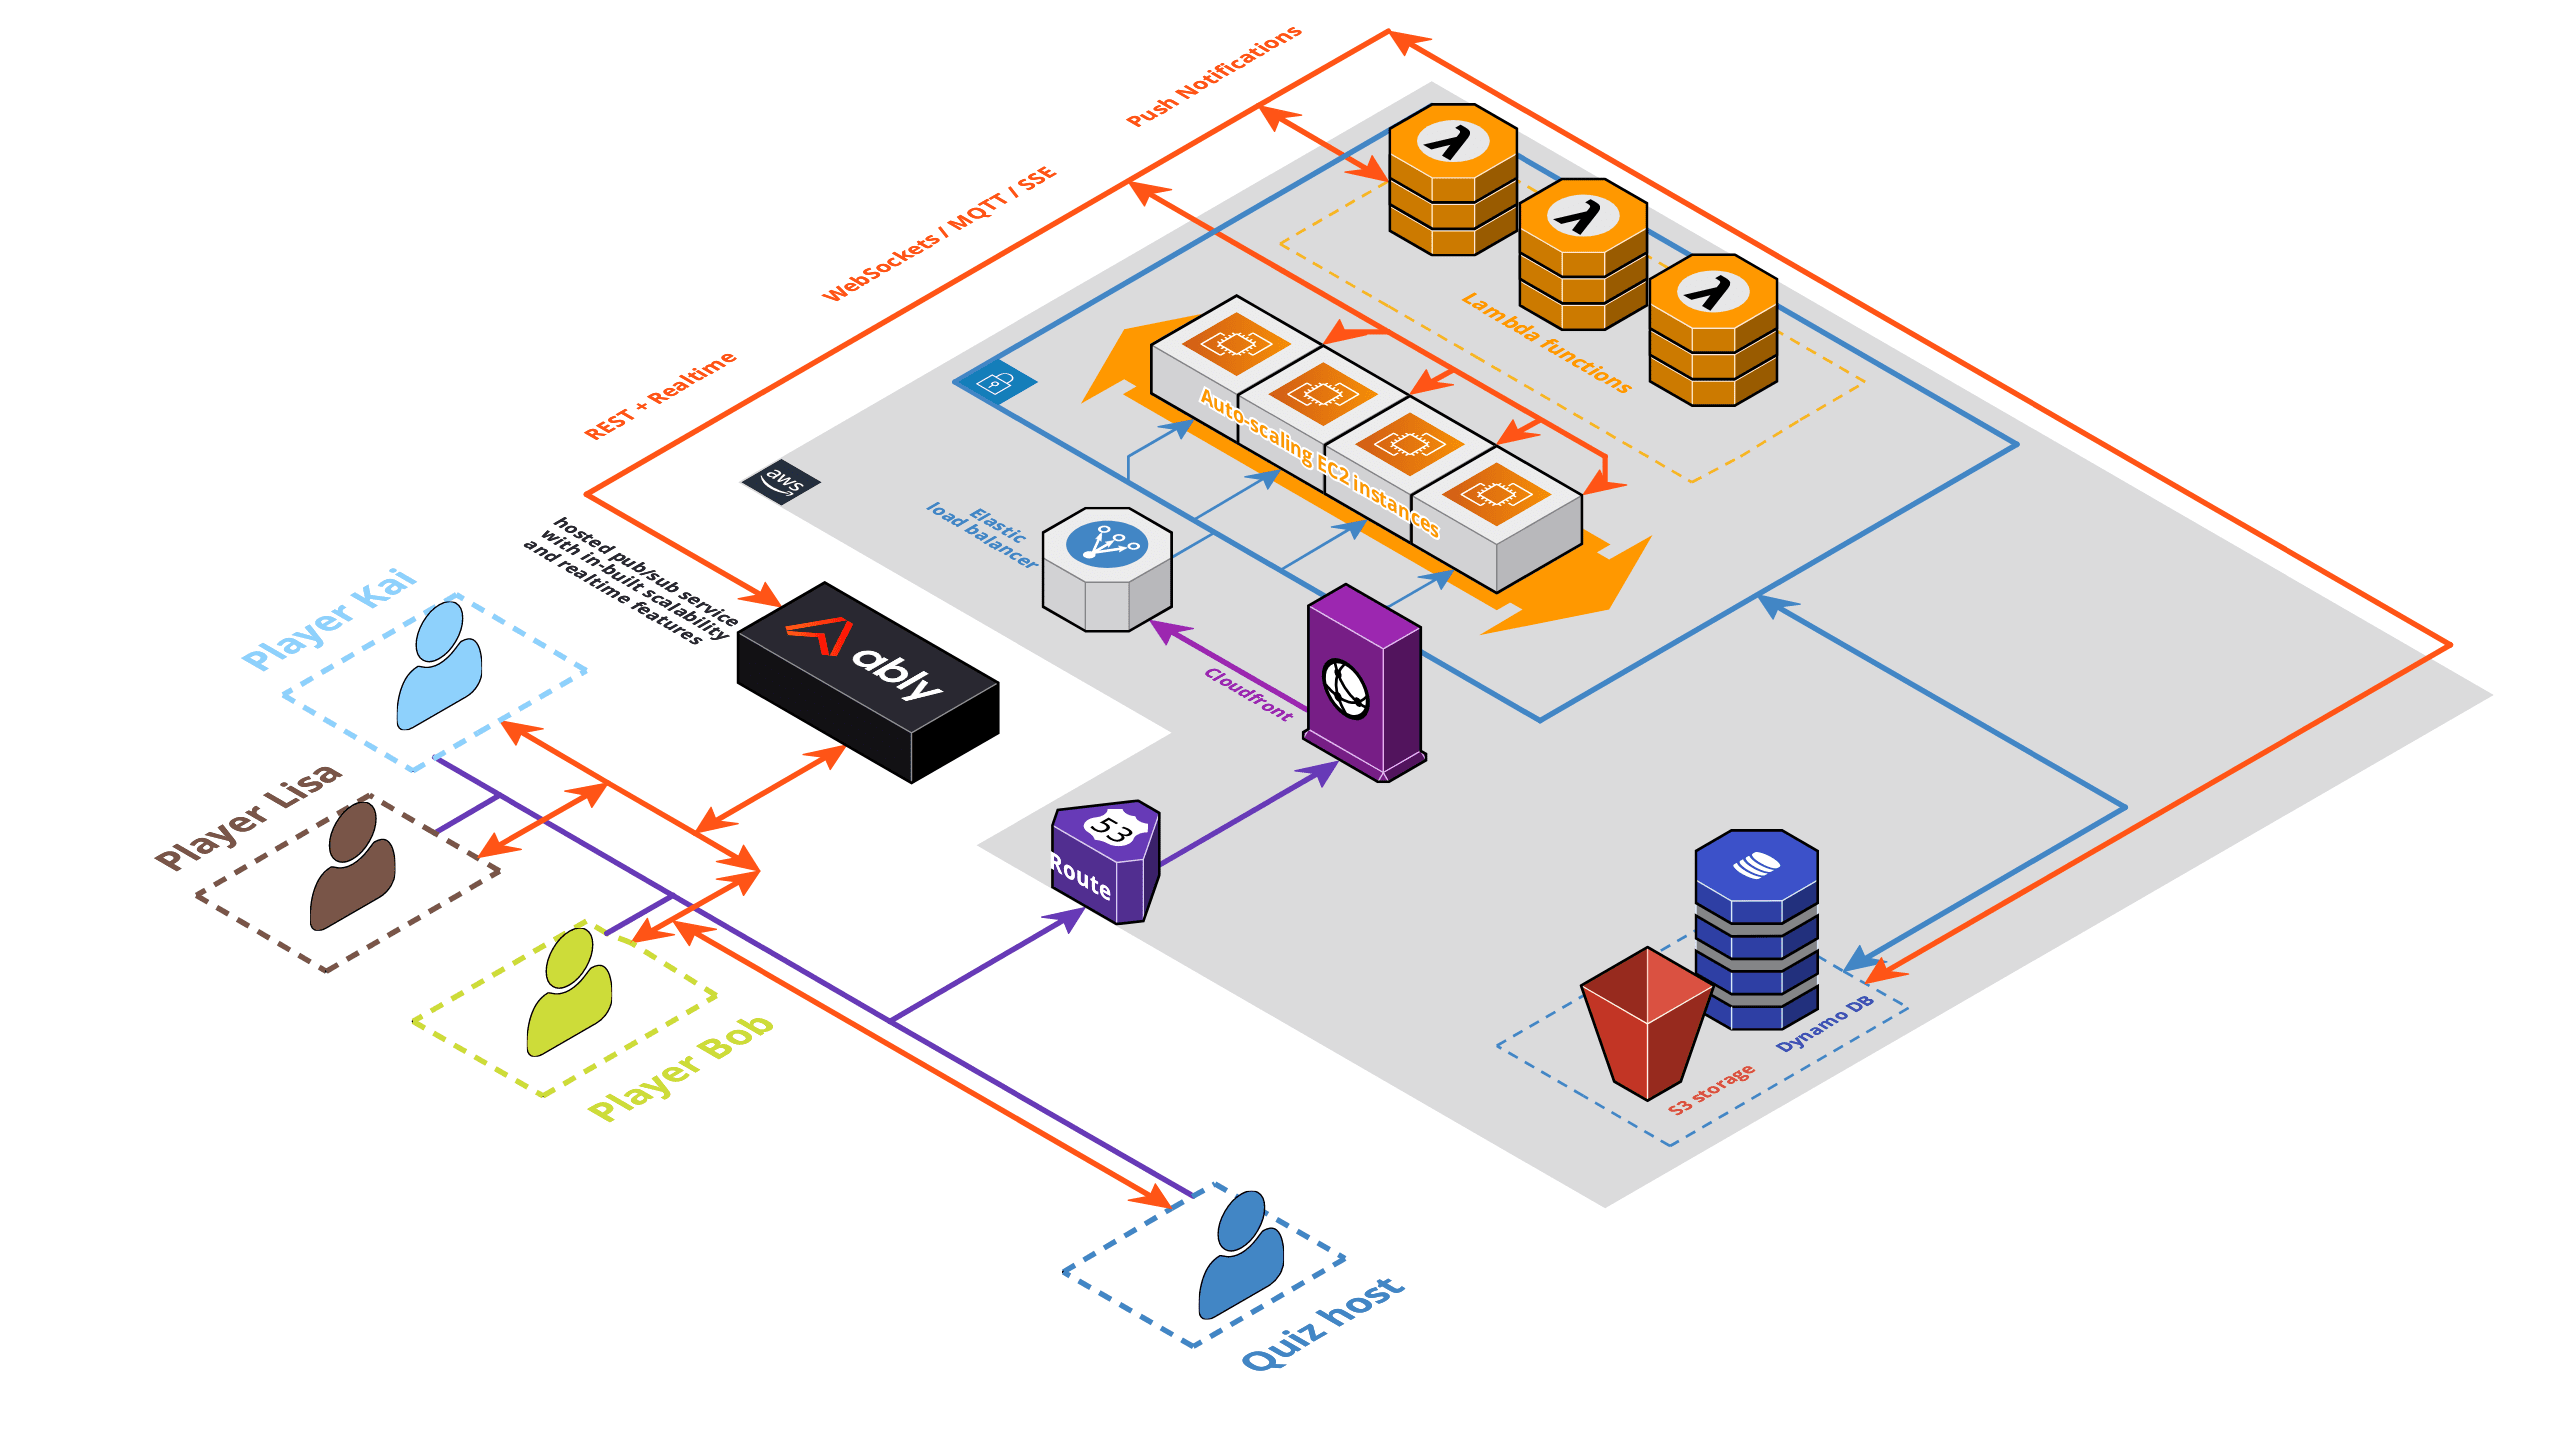 Push Notifications
WebSockets / MQTT / SSE
REST + Realtime
Lambda functions
Auto-scaling EC2 instances
aws
Elastic
load balancer
hosted pub/sub service
with in-built scalability
and realtime features
ably
Cloudfront
53
Route
Player Kai
Player Lisa
Player Bob
Dynamo DB
S3 storage
Quiz host